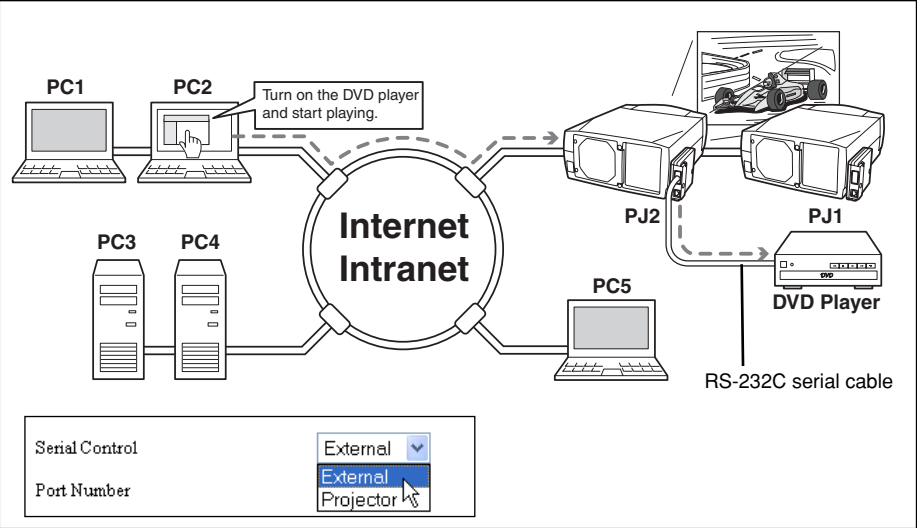 PC1
PC2
Turn on the DVD player
and start playing.
PJ2
PJ1
PC3
PC4
Internet
Intranet
PC5
DVD
DVD Player
RS-232C serial cable
Serial Control
External
External
Projector
Port Number